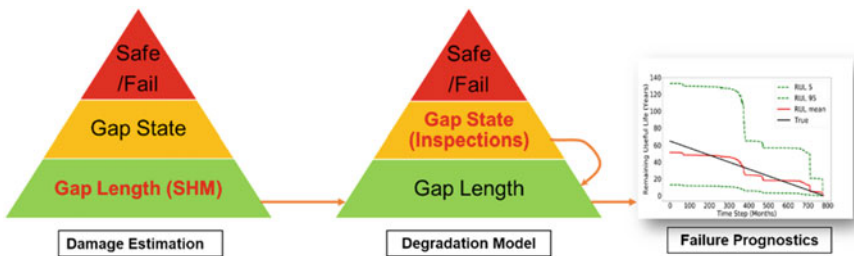 Safe
/Fail
Gap State
Gap Length (SHM)
Damage Estimation
Safe
/Fail
Gap State
(Inspections)
Gap Length
Degradation Model
Remaining Useful Life (Years)
140
120
100
80
60
40
20
0
RUL 5
RUL 95
RUL mean
True
0 100 200 300 400 500 600 700 800
Time Step (Months)
Failure Prognostics